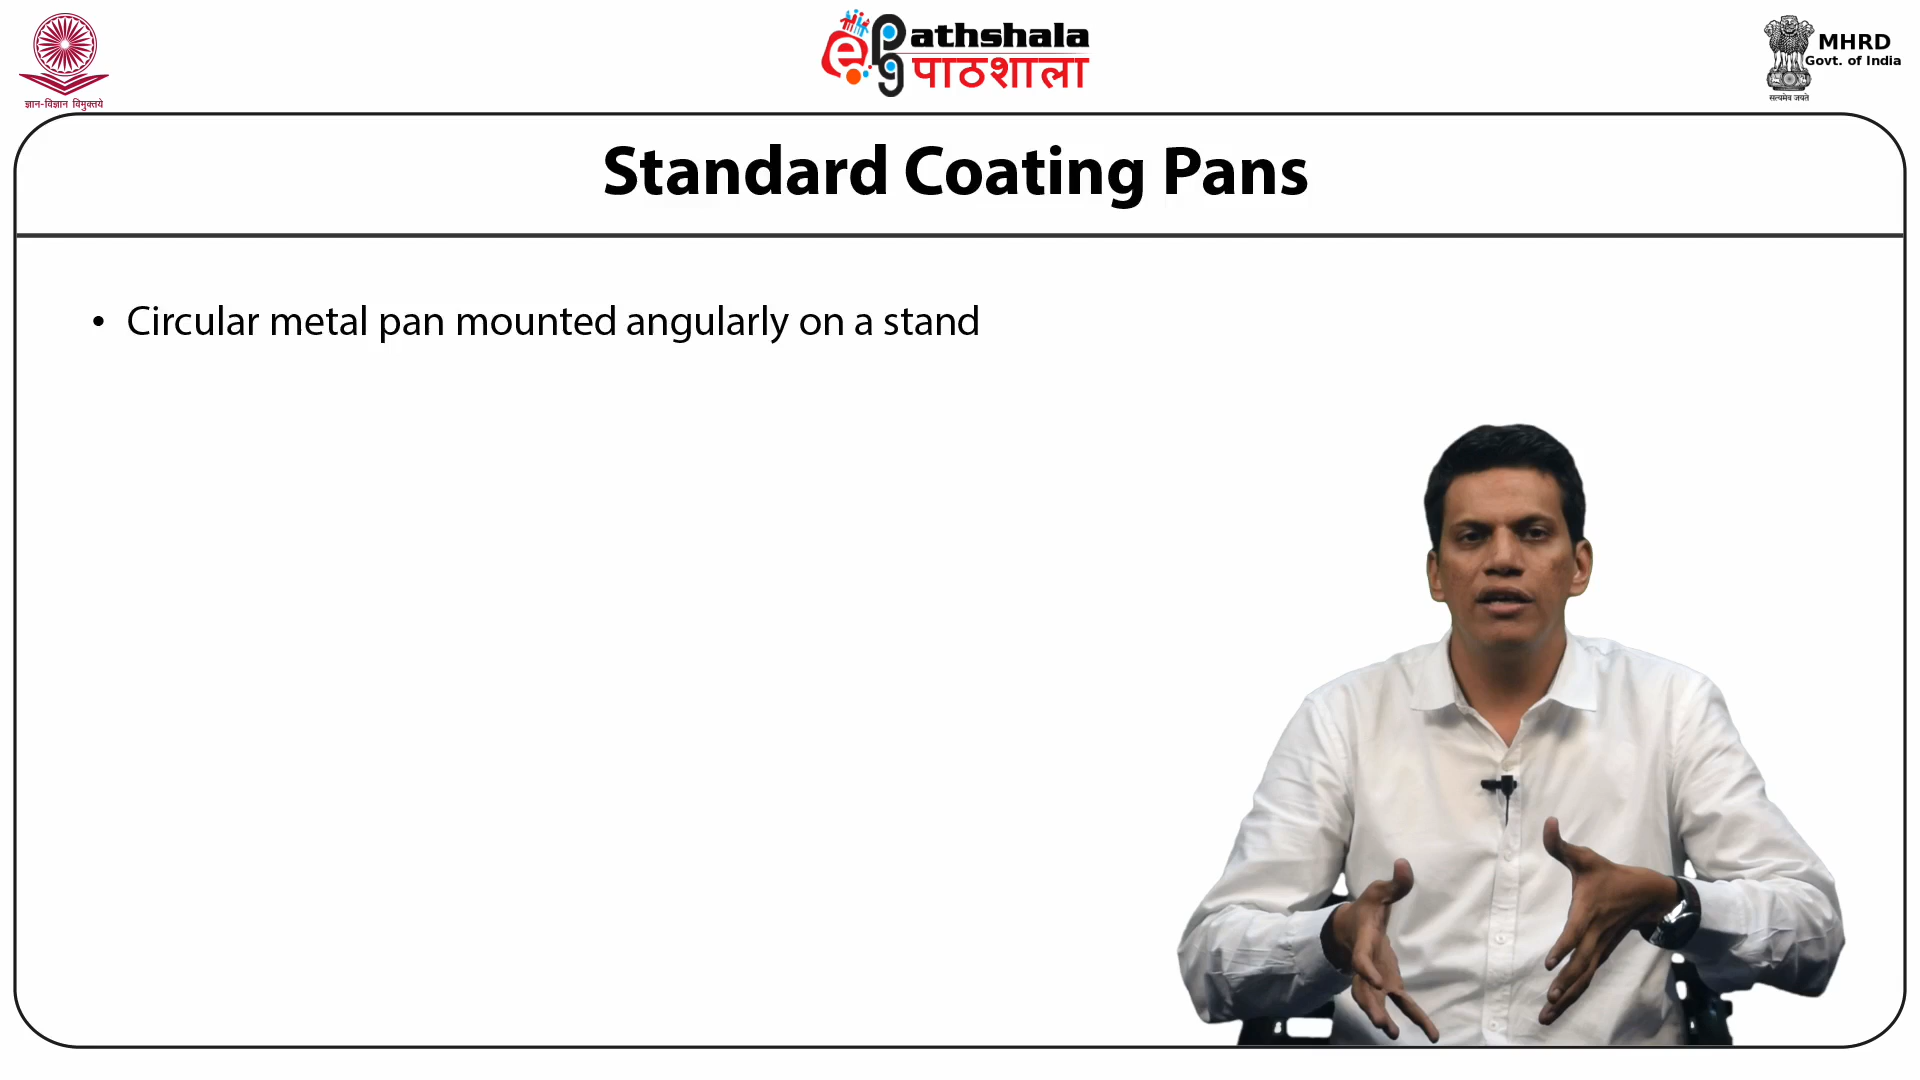 ज्ञान-विज्ञान विमुक्तये
ePathshala
पाठशाला
MHRD
Govt. of India
सत्यमेव जयते
Standard Coating Pans
• Circular metal pan mounted angularly on a stand